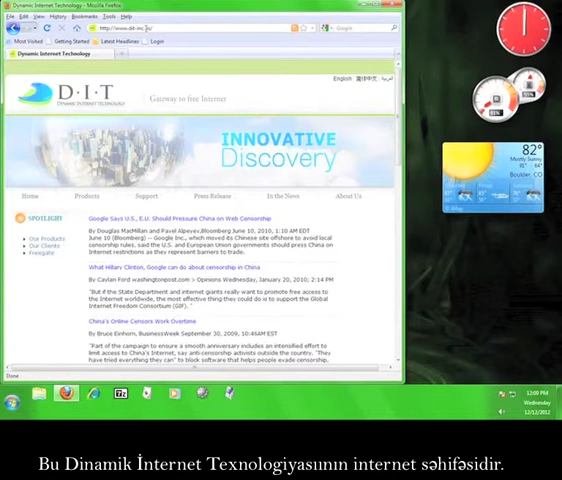 Dynamic Internet Technology - Mozilla Firefox
File Edit View History Bookmarks Tools Help
http://www.dit-inc.us/
Google
Most Visited Getting Started Latest Headlines Login
Dynamic Internet Technology
English 简体中文 العربية
D·I·T
DYNAMIC INTERNET TECHNOLOGY
Gateway to free Internet
INNOVATIVE
Discovery
Home Products Support Press Release In the News About Us
SPOTLIGHT
Our Products
Our Clients
Freegate
Google Says U.S., E.U. Should Pressure China on Web Censorship
By Douglas MacMillan and Pavel Alpeyev,Bloomberg June 10, 2010, 1:10 AM EDT
June 10 (Bloomberg) -- Google Inc., which moved its Chinese site offshore to avoid local
censorship rules, said the U.S. and European Union governments should press China on
Internet restrictions as they represent barriers to trade.
What Hillary Clinton, Google can do about censorship in China
By Caylan Ford washingtonpost.com > Opinions Wednesday, January 20, 2010; 2:14 PM
"But if the State Department and internet giants really want to promote free access to
the Internet worldwide, the most effective thing they could do is to support the Global
Internet Freedom Consortium (GIF). "
China's Online Censors Work Overtime
By Bruce Einhorn, BusinessWeek September 30, 2009, 10:46AM EST
"Part of the campaign to ensure a smooth anniversary includes an intensified effort to
limit access to China's Internet, say anti-censorship activists outside the country. "They
have tried everything they can" to block software that helps people evade censorship.
Done
82°
Mostly Sunny
Boulder, CO
12:00 PM
Wednesday
12/12/2012
Bu Dinamik İnternet Texnologiyasıının internet səhifəsidir.